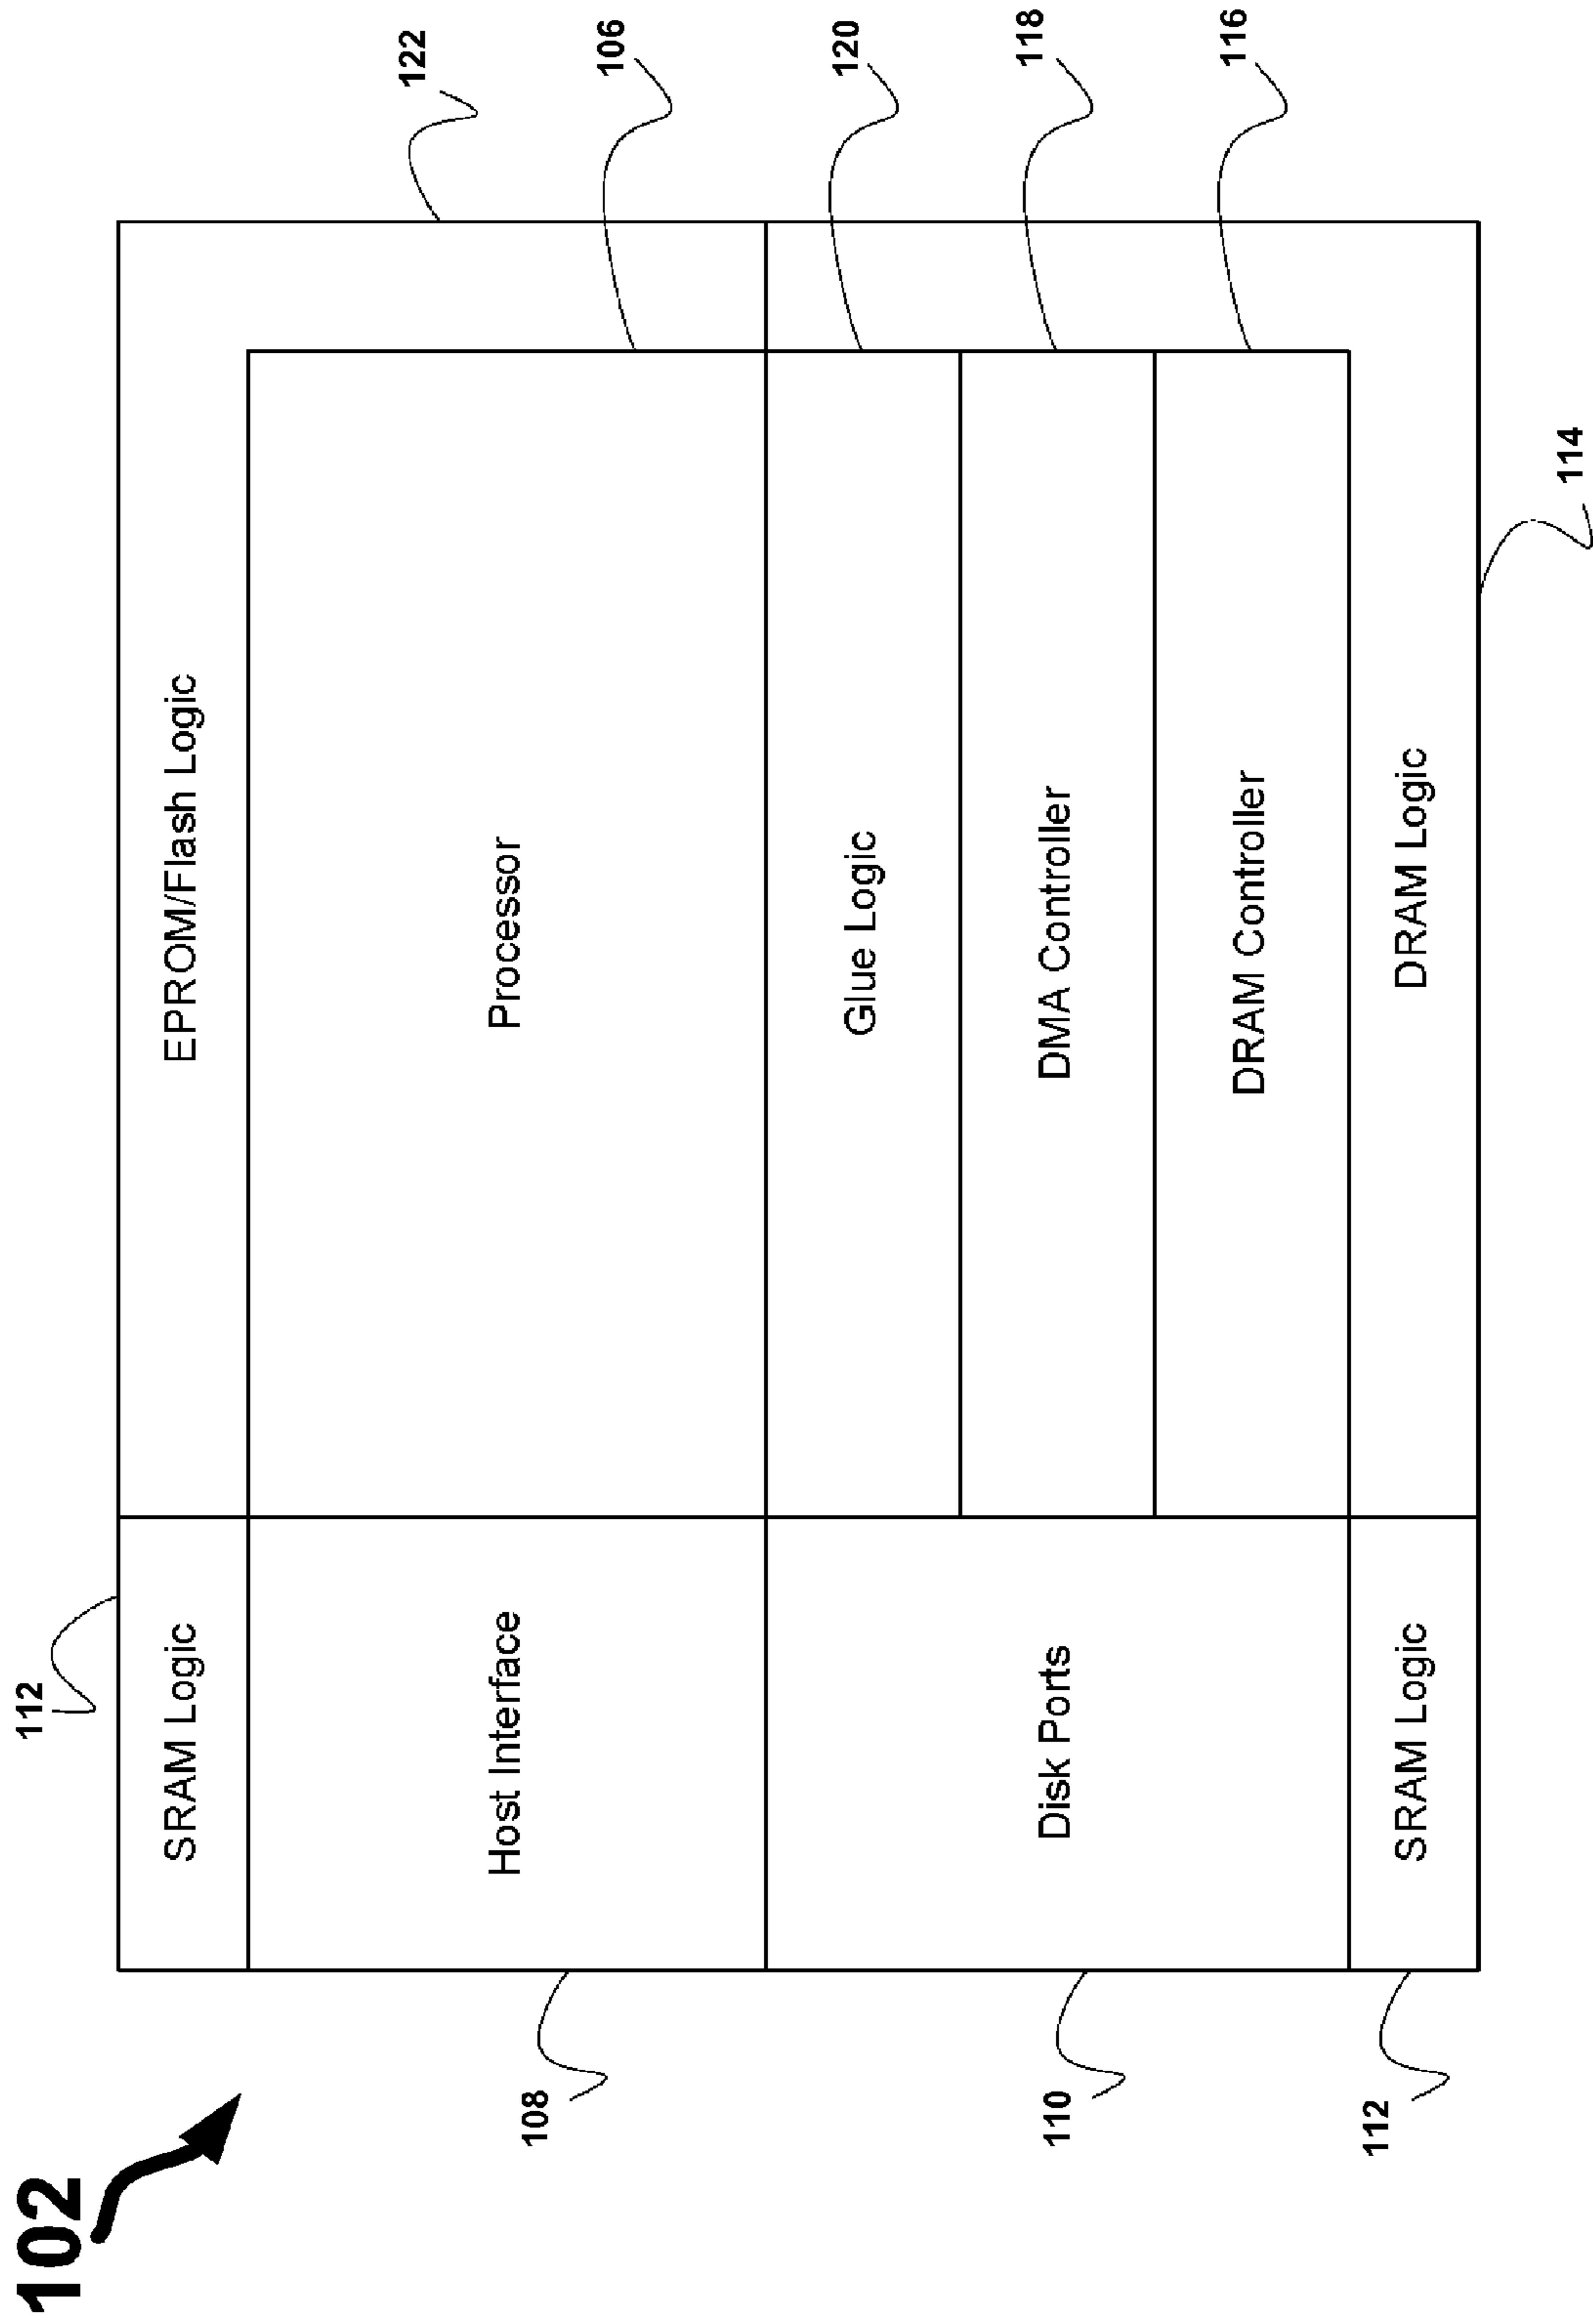 102
112
SRAM Logic
EPROM/Flash Logic
122
108
Host Interface
Processor
106
Glue Logic
120
110
Disk Ports
DMA Controller
118
DRAM Controller
116
112
SRAM Logic
DRAM Logic
114